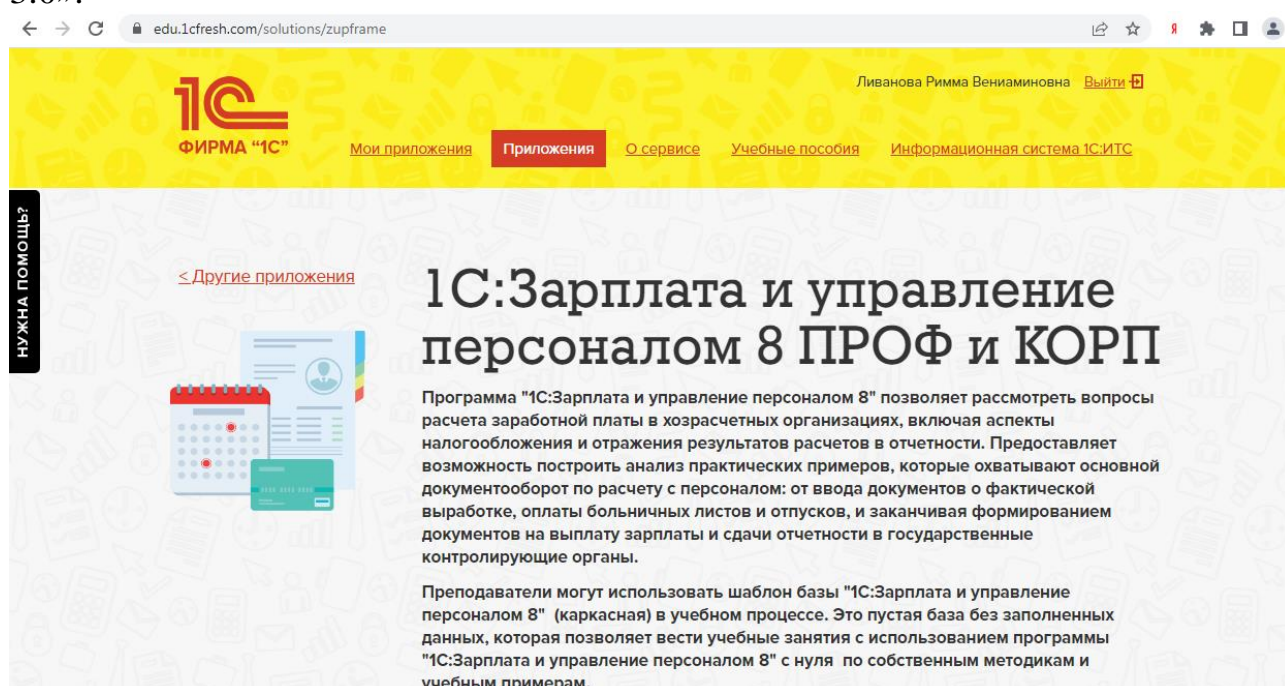 3.0».
edu.1cfresh.com/solutions/zupframe
Ливанова Римма Вениаминовна Выйти
1С
ФИРМА "1С"
Мои приложения Приложения О сервисе Учебные пособия Информационная система 1С:ИТС
НУЖНА ПОМОЩЬ?
< Другие приложения
1С:Зарплата и управление
персоналом 8 ПРОФ и КОРП
Программа "1С:Зарплата и управление персоналом 8" позволяет рассмотреть вопросы
расчета заработной платы в хозрасчетных организациях, включая аспекты
налогообложения и отражения результатов расчетов в отчетности. Предоставляет
возможность построить анализ практических примеров, которые охватывают основной
документооборот по расчету с персоналом: от ввода документов о фактической
выработке, оплаты больничных листов и отпусков, и заканчивая формированием
документов на выплату зарплаты и сдачи отчетности в государственные
контролирующие органы.
Преподаватели могут использовать шаблон базы "1С:Зарплата и управление
персоналом 8" (каркасная) в учебном процессе. Это пустая база без заполненных
данных, которая позволяет вести учебные занятия с использованием программы
"1С:Зарплата и управление персоналом 8" с нуля по собственным методикам и
учебным примерам.